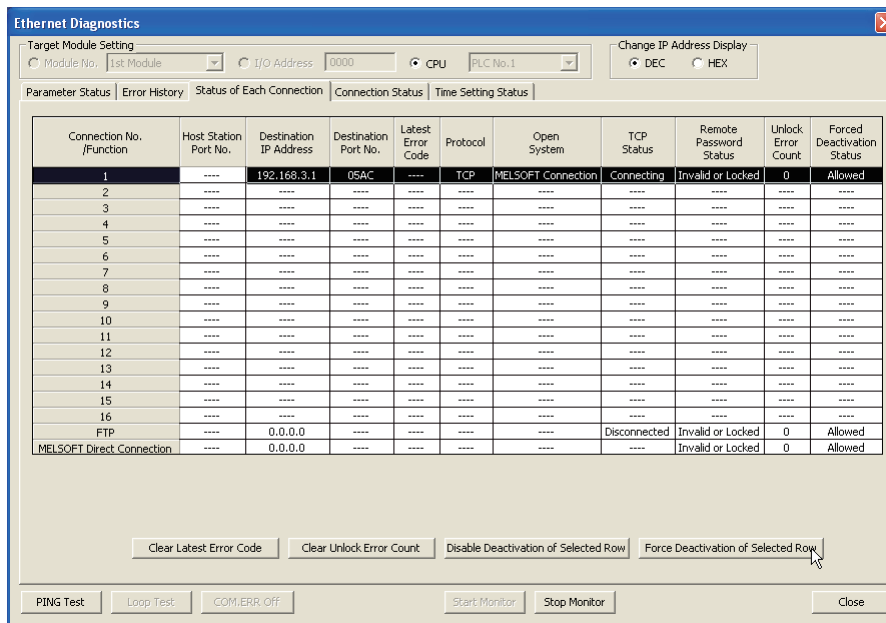 Ethernet Diagnostics
Target Module Setting
Module No. 1st Module I/O Address 0000 CPU PLC No.1
Change IP Address Display
DEC HEX
Parameter Status Error History Status of Each Connection Connection Status Time Setting Status
Connection No. /Function Host Station Port No. Destination IP Address Destination Port No. Latest Error Code Protocol Open System TCP Status Remote Password Status Unlock Error Count Forced Deactivation Status
1 ---- 192.168.3.1 05AC ---- TCP MELSOFT Connection Connecting Invalid or Locked 0 Allowed
2 ---- ---- ---- ---- ---- ---- ---- ---- ---- ----
3 ---- ---- ---- ---- ---- ---- ---- ---- ---- ----
4 ---- ---- ---- ---- ---- ---- ---- ---- ---- ----
5 ---- ---- ---- ---- ---- ---- ---- ---- ---- ----
6 ---- ---- ---- ---- ---- ---- ---- ---- ---- ----
7 ---- ---- ---- ---- ---- ---- ---- ---- ---- ----
8 ---- ---- ---- ---- ---- ---- ---- ---- ---- ----
9 ---- ---- ---- ---- ---- ---- ---- ---- ---- ----
10 ---- ---- ---- ---- ---- ---- ---- ---- ---- ----
11 ---- ---- ---- ---- ---- ---- ---- ---- ---- ----
12 ---- ---- ---- ---- ---- ---- ---- ---- ---- ----
13 ---- ---- ---- ---- ---- ---- ---- ---- ---- ----
14 ---- ---- ---- ---- ---- ---- ---- ---- ---- ----
15 ---- ---- ---- ---- ---- ---- ---- ---- ---- ----
16 ---- ---- ---- ---- ---- ---- ---- ---- ---- ----
FTP ---- 0.0.0.0 ---- ---- ---- ---- Disconnected Invalid or Locked 0 Allowed
MELSOFT Direct Connection ---- 0.0.0.0 ---- ---- ---- ---- ---- Invalid or Locked 0 Allowed
Clear Latest Error Code Clear Unlock Error Count Disable Deactivation of Selected Row Force Deactivation of Selected Row
PING Test Loop Test COM.ERR Off Start Monitor Stop Monitor Close